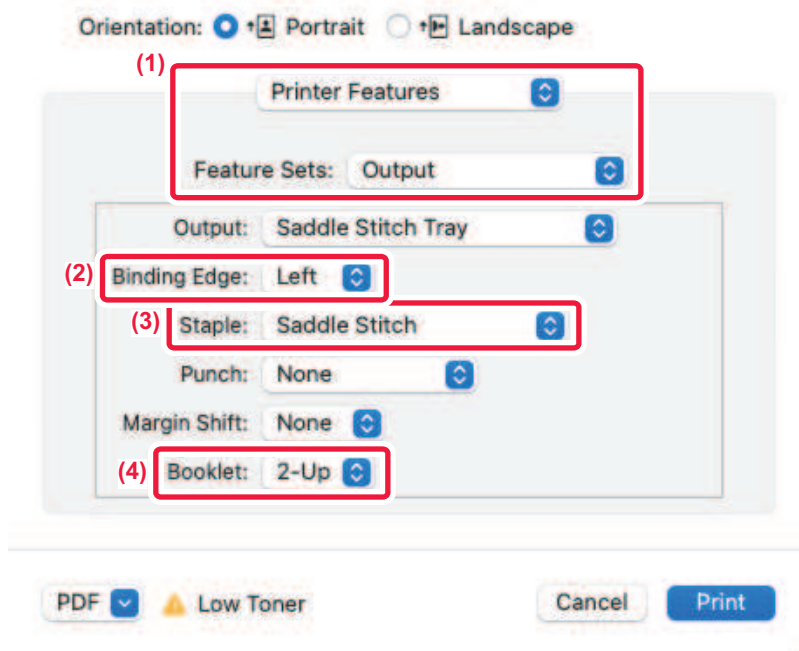 Orientation: Portrait Landscape
(1)
Printer Features
Feature Sets: Output
Output: Saddle Stitch Tray
(2) Binding Edge: Left
(3) Staple: Saddle Stitch
Punch: None
Margin Shift: None
(4) Booklet: 2-Up
PDF Low Toner Cancel Print